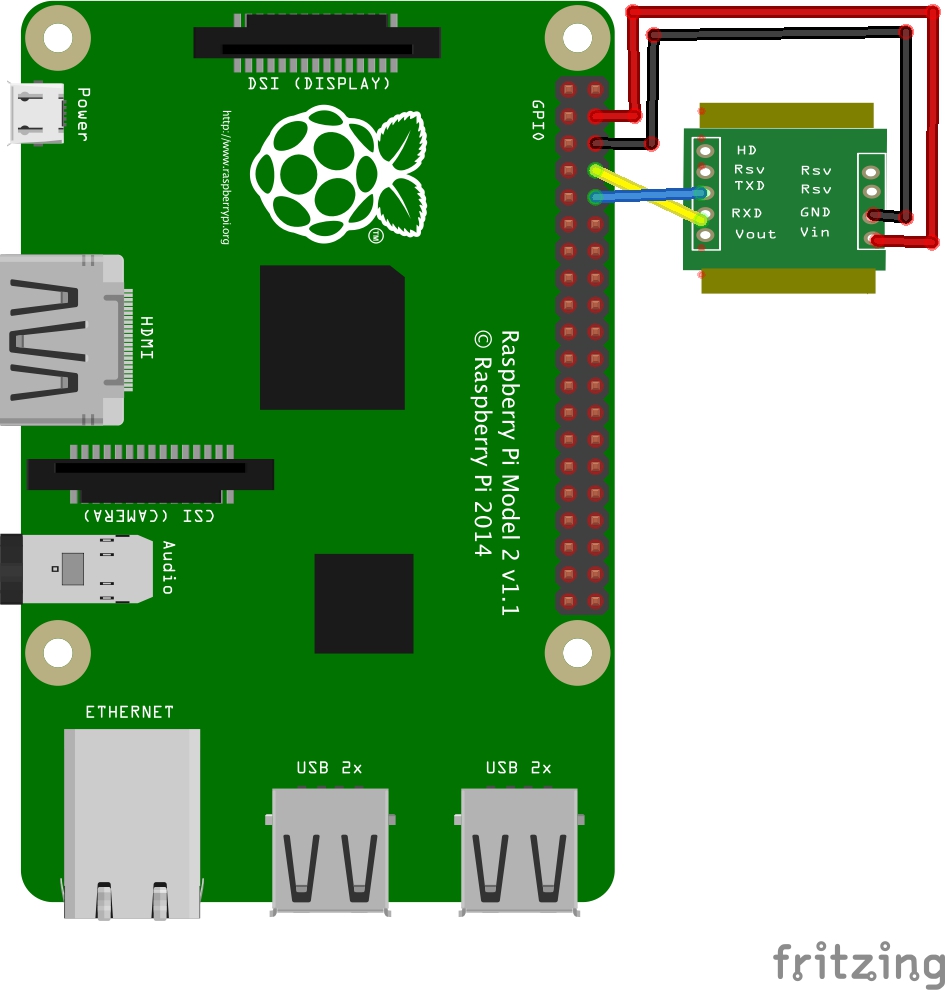 DSI (DISPLAY)
Power
GPIO
http://www.raspberrypi.org
TM
HD
Rsv
TXD
RXD
Vout
Rsv
Rsv
GND
Vin
HDMI
Raspberry Pi Model 2 v1.1
© Raspberry Pi 2014
CSI (CAMERA)
Audio
ETHERNET
USB 2x
USB 2x
fritzing